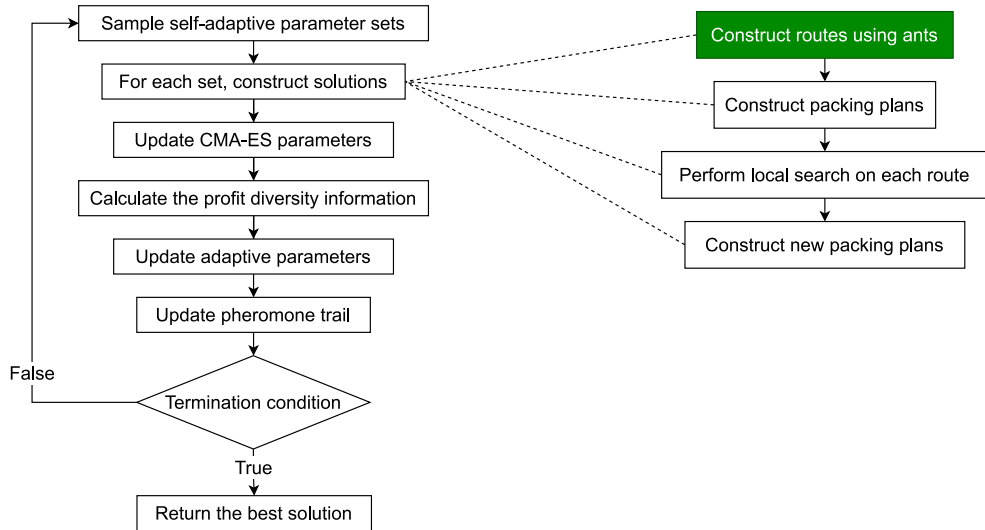 Sample self-adaptive parameter sets
For each set, construct solutions
Update CMA-ES parameters
Calculate the profit diversity information
Update adaptive parameters
Update pheromone trail
False
Termination condition
True
Return the best solution
Construct routes using ants
Construct packing plans
Perform local search on each route
Construct new packing plans